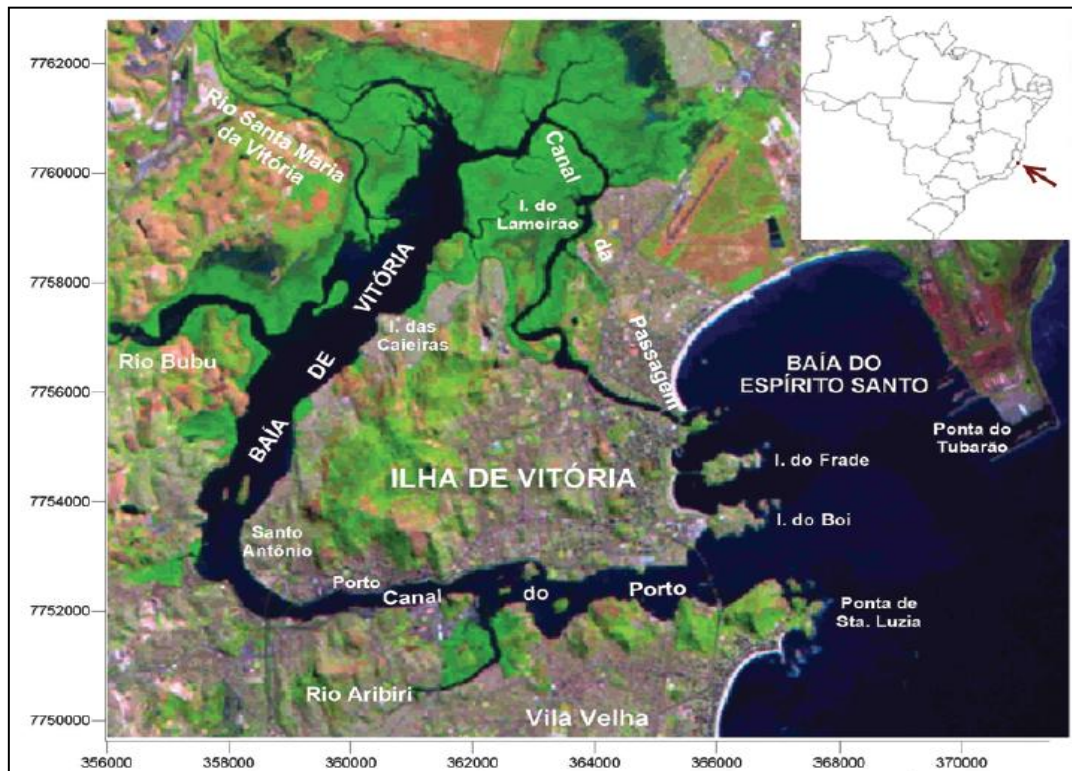 7762000
7760000
7758000
7756000
7754000
7752000
7750000
Rio Santa Maria
da Vitória
Canal
da
Passagem
I. do
Lameirão
BAÍA DE VITÓRIA
I. das
Caieiras
Rio Bubu
BAÍA DO
ESPÍRITO SANTO
Ponta do
Tubarão
ILHA DE VITÓRIA
I. do Frade
I. do Boi
Santo
Antônio
Porto
Canal do Porto
Ponta de
Sta. Luzia
Rio Aribiri
Vila Velha
356000 358000 360000 362000 364000 366000 368000 370000